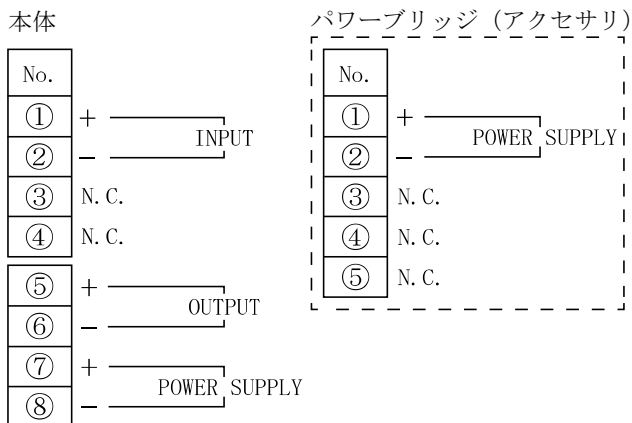 本体
No.
① +
INPUT
② −
③ N.C.
④ N.C.
⑤ +
OUTPUT
⑥ −
⑦ +
POWER SUPPLY
⑧ −
パワーブリッジ（アクセサリ）
No.
① +
POWER SUPPLY
② −
③ N.C.
④ N.C.
⑤ N.C.